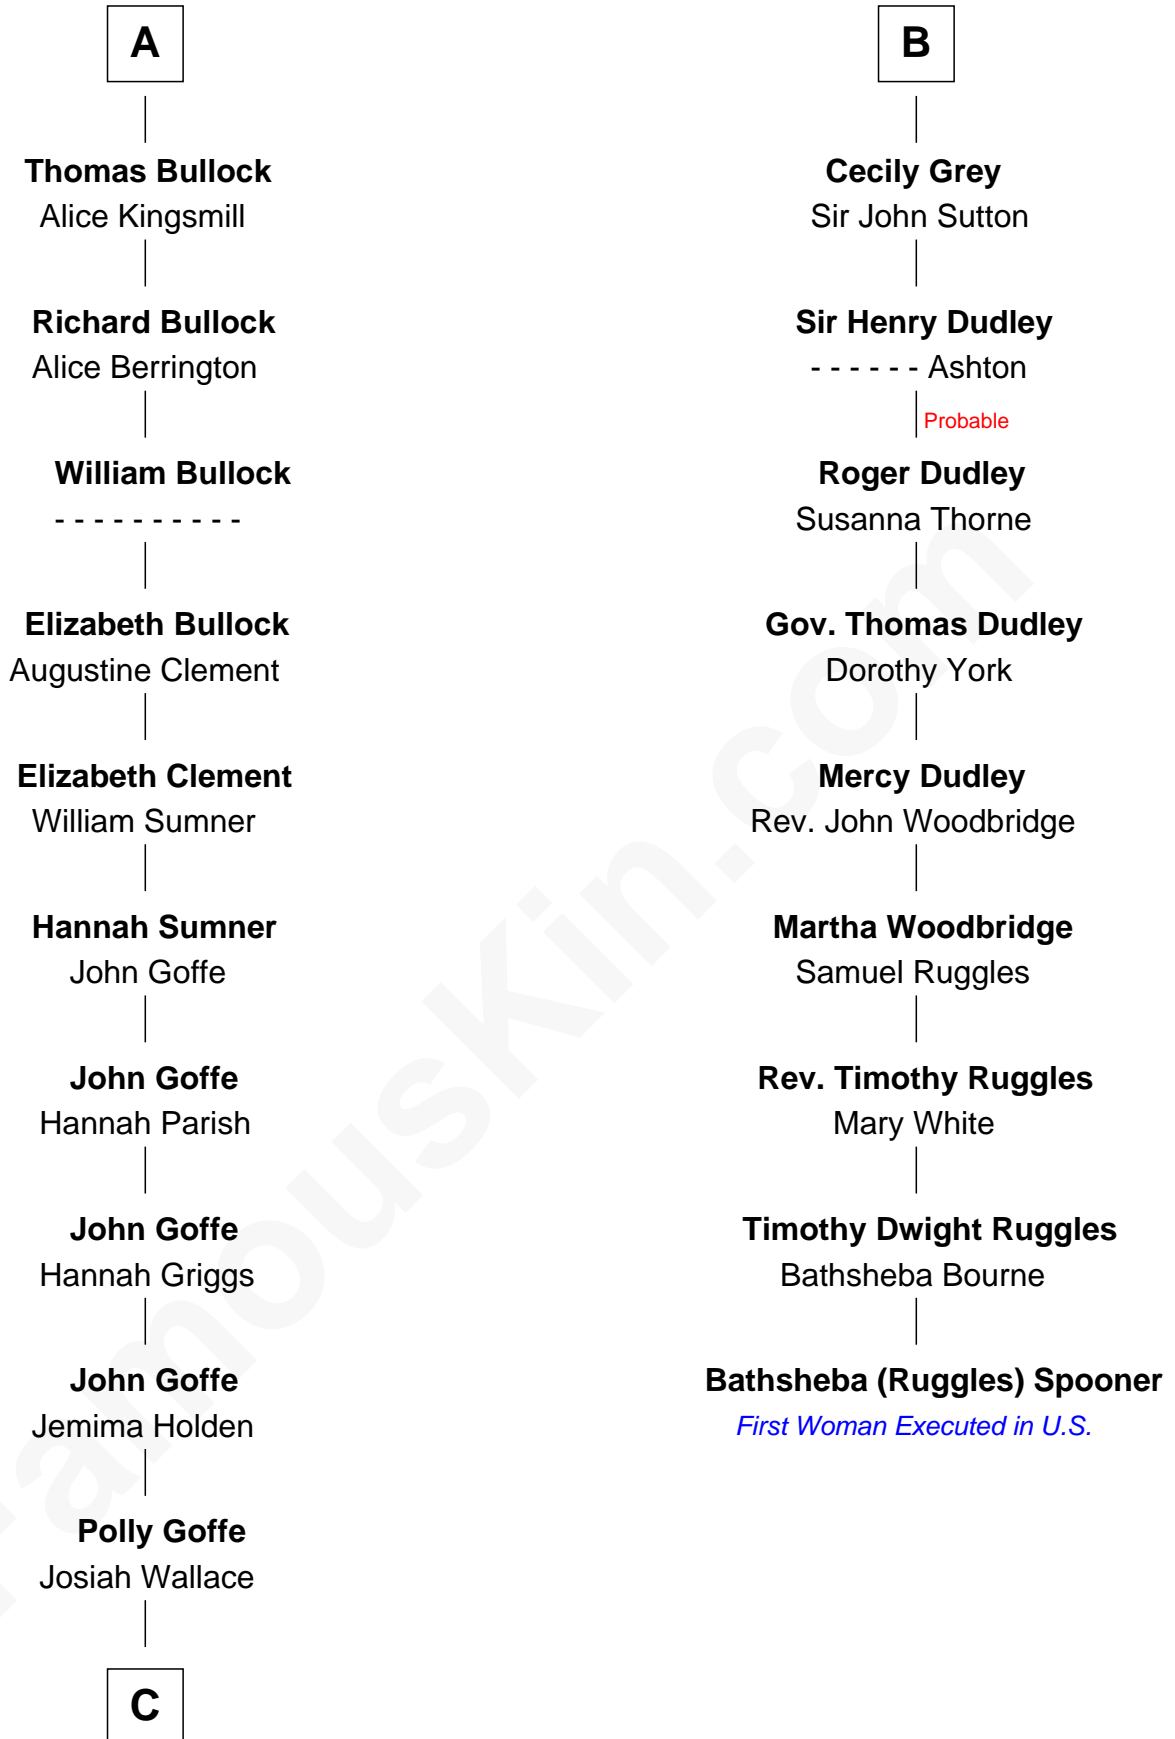 A
Thomas Bullock
Alice Kingsmill
Richard Bullock
Alice Berrington
William Bullock
- - - - - - - - - -
Elizabeth Bullock
Augustine Clement
Elizabeth Clement
William Sumner
Hannah Sumner
John Goffe
John Goffe
Hannah Parish
John Goffe
Hannah Griggs
John Goffe
Jemima Holden
Polly Goffe
Josiah Wallace
C
B
Cecily Grey
Sir John Sutton
Sir Henry Dudley
- - - - - - Ashton
Probable
Roger Dudley
Susanna Thorne
Gov. Thomas Dudley
Dorothy York
Mercy Dudley
Rev. John Woodbridge
Martha Woodbridge
Samuel Ruggles
Rev. Timothy Ruggles
Mary White
Timothy Dwight Ruggles
Bathsheba Bourne
Bathsheba (Ruggles) Spooner
First Woman Executed in U.S.
FamousKin.com